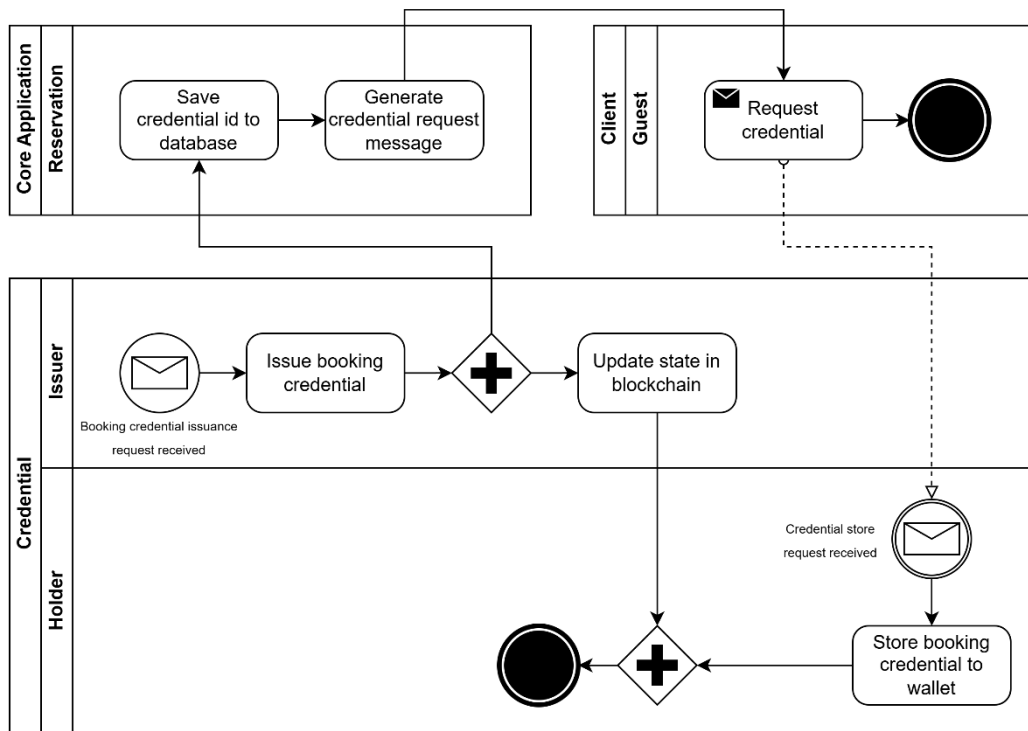 Core Application
Reservation
Save
credential id to
database
Generate
credential request
message
Client
Guest
Request
credential
Credential
Issuer
Booking credential issuance
request received
Issue booking
credential
Update state in
blockchain
Holder
Credential store
request received
Store booking
credential to
wallet